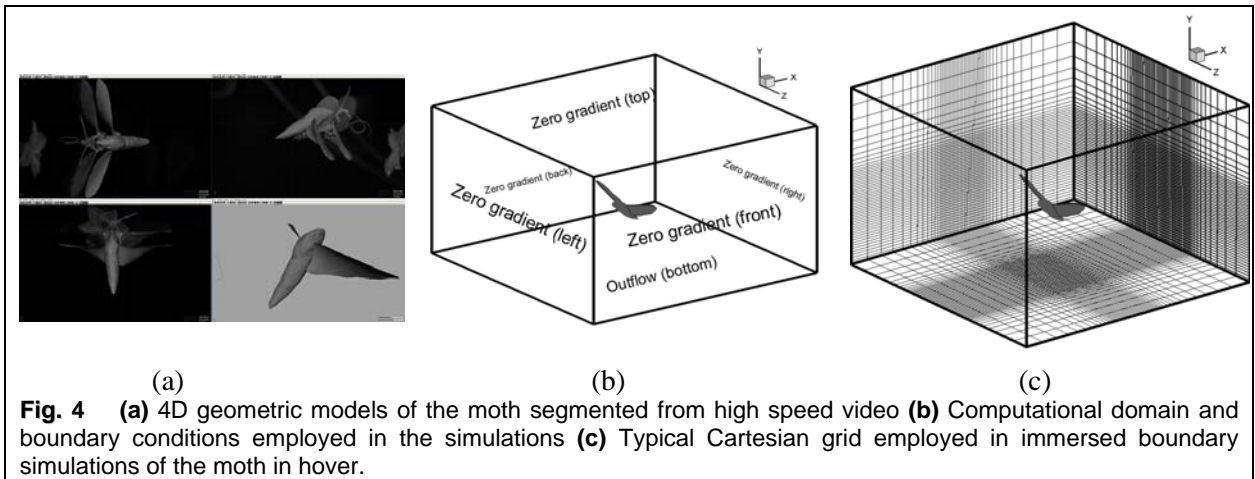 Y
X
Z
Zero gradient (top)
Zero gradient (back)
Zero gradient (right)
Zero gradient (left)
Zero gradient (front)
Outflow (bottom)
Y
X
Z
(a)
(b)
(c)
Fig. 4 (a) 4D geometric models of the moth segmented from high speed video (b) Computational domain and
boundary conditions employed in the simulations (c) Typical Cartesian grid employed in immersed boundary
simulations of the moth in hover.